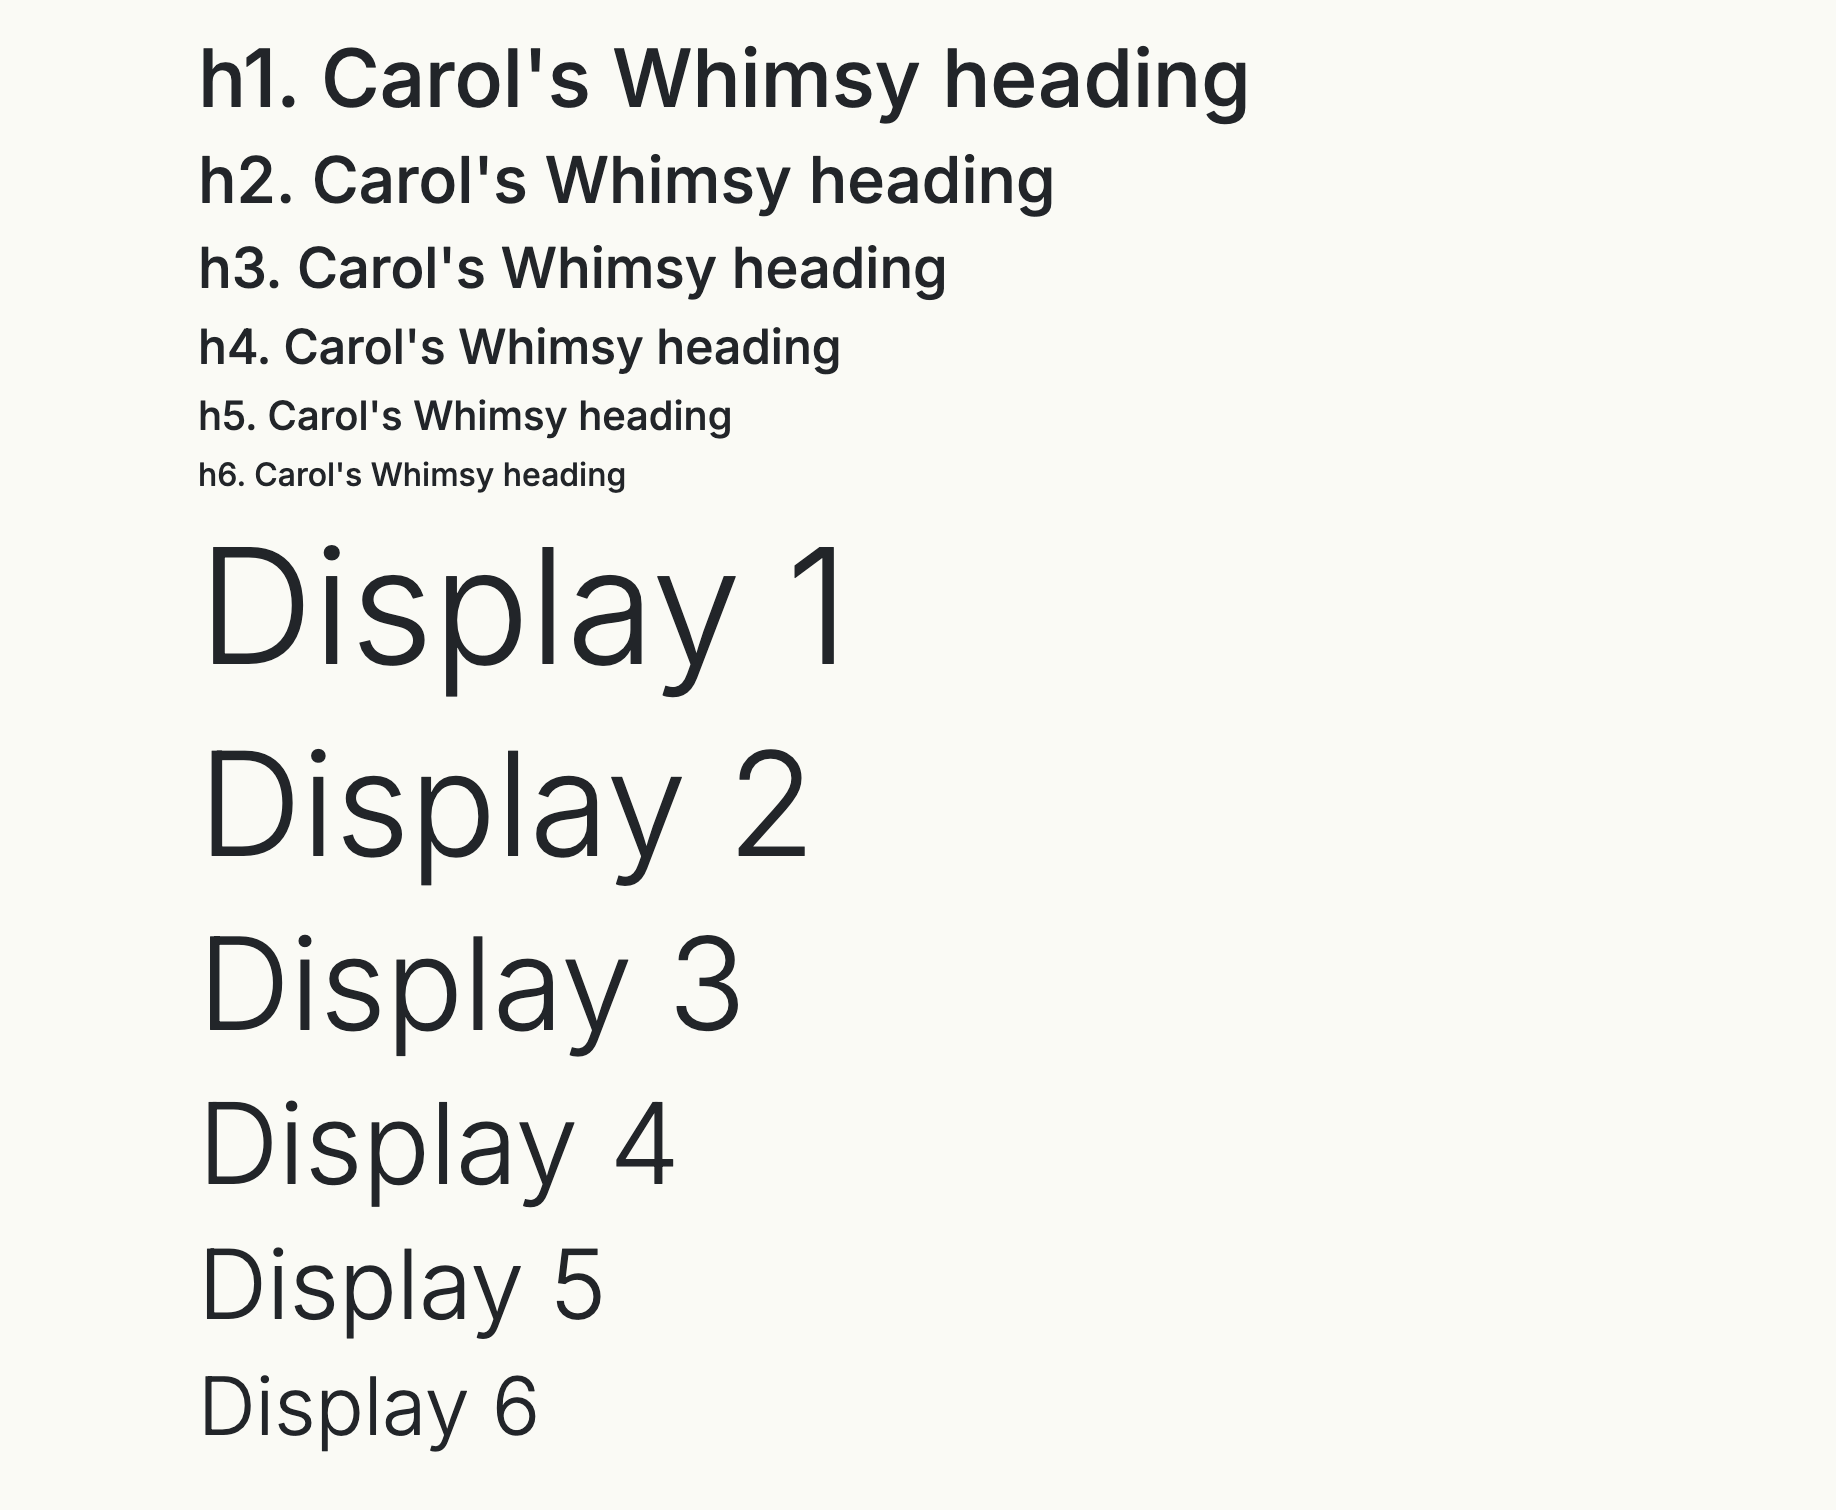 h1. Carol's Whimsy heading
h2. Carol's Whimsy heading
h3. Carol's Whimsy heading
h4. Carol's Whimsy heading
h5. Carol's Whimsy heading
h6. Carol's Whimsy heading
Display 1
Display 2
Display 3
Display 4
Display 5
Display 6